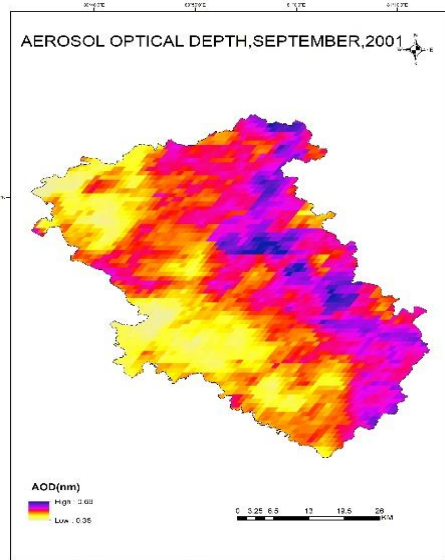 AEROSOL OPTICAL DEPTH,SEPTEMBER,2001
N
W E
S
AOD(nm)
High : 0.68
Low : 0.35
0 3.25 6.5 13 19.5 26
KM